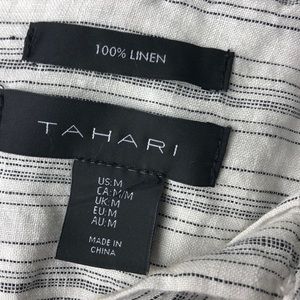 100% LINEN
TAHARI
US:M
CA:M/M
UK:M
EU:M
AU:M
MADE IN
CHINA